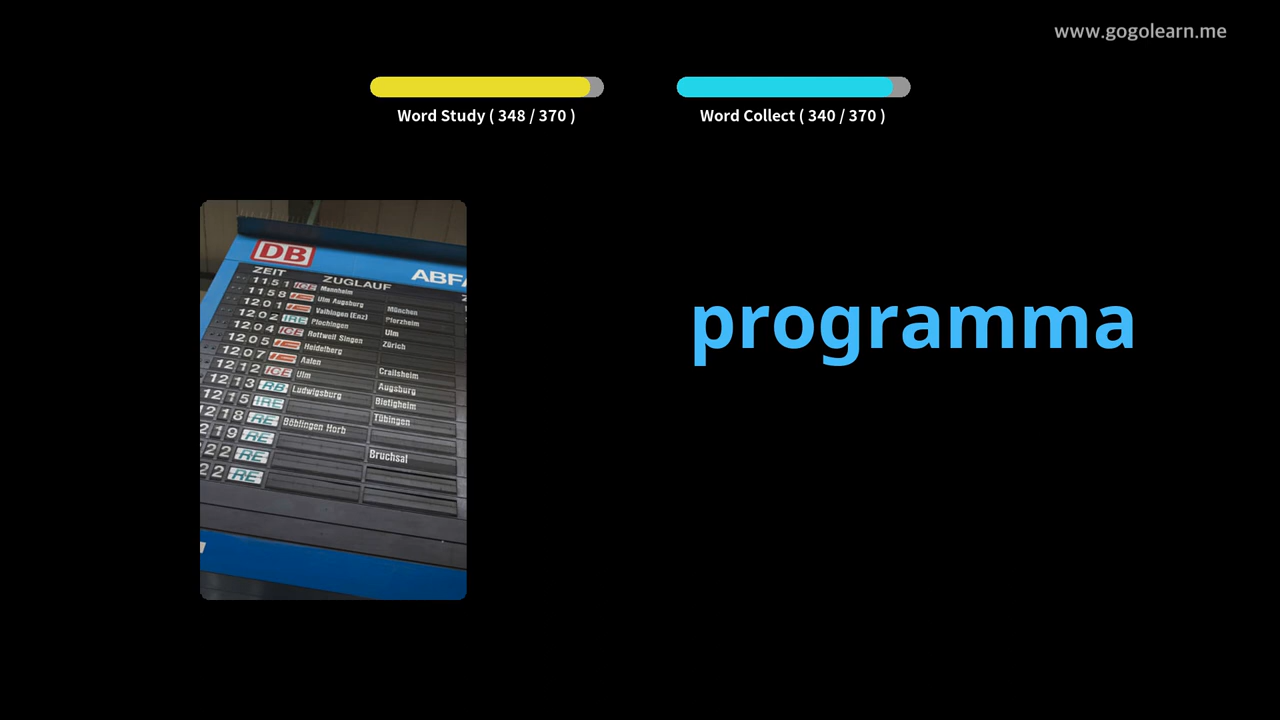 www.gogolearn.me
Word Study ( 348 / 370 )
Word Collect ( 340 / 370 )
programma
DB
ABFA
ZEIT ZUGLAUF
1151 ICE Mannheim
1158 Ulm Augsburg München
1201 Vaihingen (Enz) Pforzheim
1202 IRE Plochingen Ulm
1204 ICE Rottweil Singen Zürich
1205 Heidelberg
1207 Aalen Crailsheim
1212 ICE Ulm Augsburg
1213 RB Ludwigsburg Bietigheim
1215 IRE Tübingen
1218 RE Böblingen Horb
219 RE Bruchsal
22 RE
22 RE